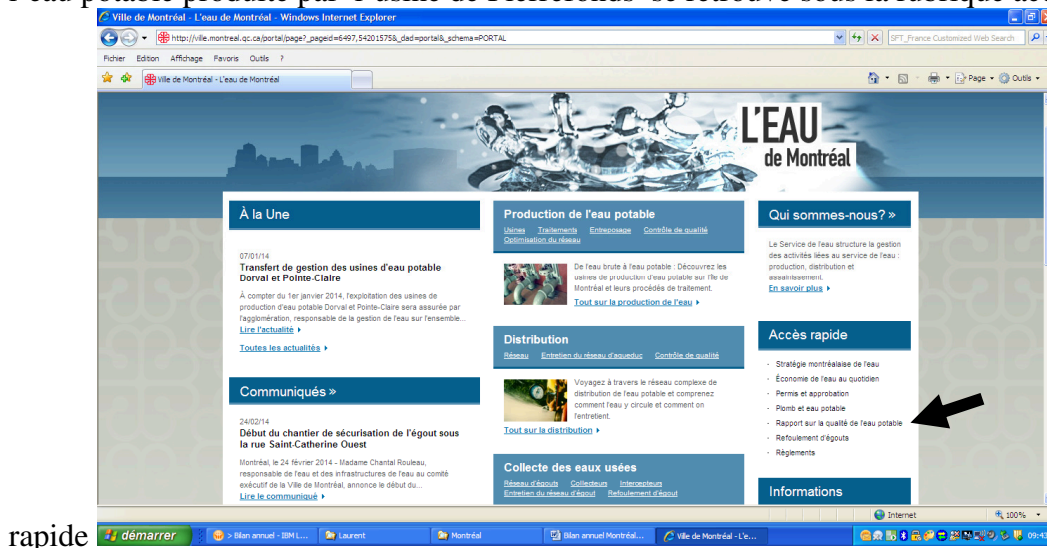 l'eau potable produite par l'usine de Pierrefonds se retrouve sous la rubrique
Ville de Montréal - L'eau de Montréal - Windows Internet Explorer
http://ville.montreal.qc.ca/portal/page?_pageid=6497,54201575&_dad=portal&_schema=PORTAL
SFT_France Customized Web Search
Fichier Edition Affichage Favoris Outils ?
Ville de Montréal - L'eau de Montréal
Page Outils
L'EAU
de Montréal
À la Une
07/01/14
Transfert de gestion des usines d'eau potable
Dorval et Pointe-Claire
À compter du 1er janvier 2014, l'exploitation des usines de
production d'eau potable Dorval et Pointe-Claire sera assurée par
l'agglomération, responsable de la gestion de l'eau sur l'ensemble...
Lire l'actualité
Toutes les actualités
Communiqués »
24/02/14
Début du chantier de sécurisation de l'égout sous
la rue Saint-Catherine Ouest
Montréal, le 24 février 2014 - Madame Chantal Rouleau,
responsable de l'eau et des infrastructures de l'eau au comité
exécutif de la Ville de Montréal, annonce le début du...
Lire le communiqué
Production de l'eau potable
Usines Traitements Entreposage Contrôle de qualité
Optimisation du réseau
De l'eau brute à l'eau potable : Découvrez les
usines de production d'eau potable sur l'île de
Montréal et leurs procédés de traitement.
Tout sur la production de l'eau
Distribution
Réseau Entretien du réseau d'aqueduc Contrôle de qualité
Voyagez à travers le réseau complexe de
distribution de l'eau potable et comprenez
comment l'eau y circule et comment on
l'entretient.
Tout sur la distribution
Collecte des eaux usées
Réseau d'égouts Collecteurs Intercepteurs
Entretien du réseau d'égout Refoulement d'égout
Qui sommes-nous? »
Le Service de l'eau structure la gestion
des activités liées au service de l'eau :
production, distribution et
assainissement.
En savoir plus
Accès rapide
· Stratégie montréalaise de l'eau
· Économie de l'eau au quotidien
· Permis et approbation
· Plomb et eau potable
· Rapport sur la qualité de l'eau potable
· Refoulement d'égouts
· Règlements
Informations
Internet 100%
rapide
démarrer > Bilan annuel - IBM L... Laurent Montréal Bilan annuel Montréal... Ville de Montréal - L'e... 09:43